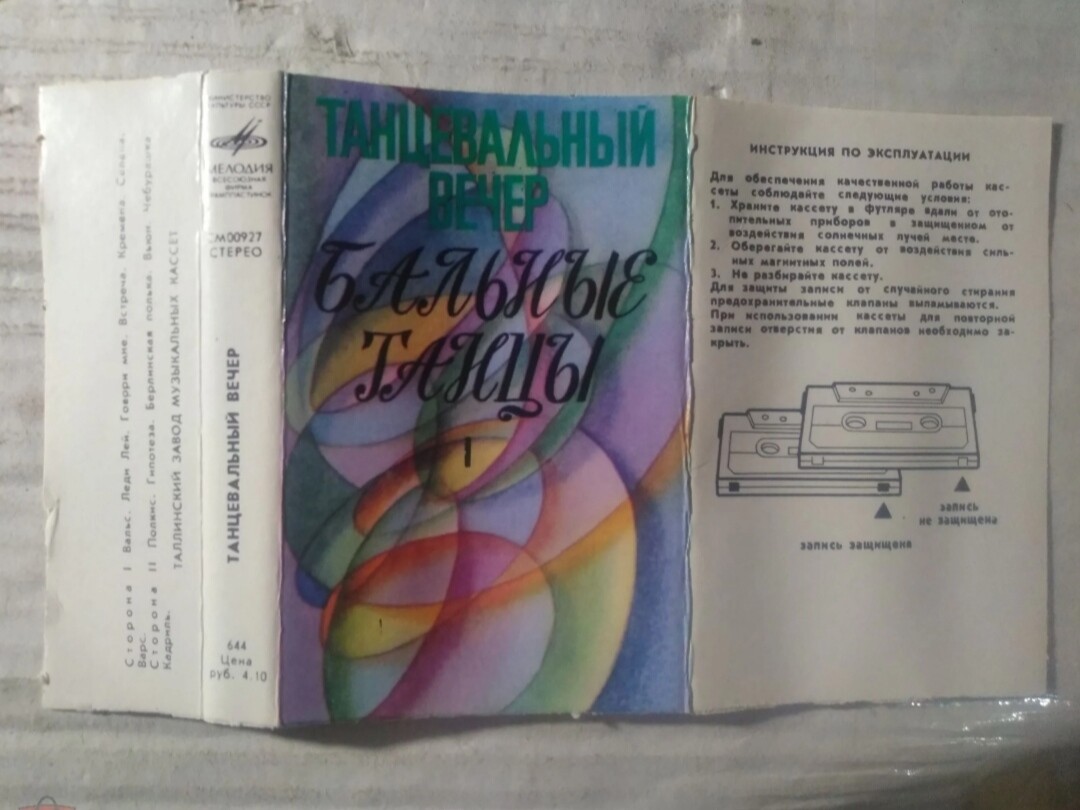 Сторона I Вальс. Леди Лей. Говори мне. Встреча. Кремена. Селена.
Варс.
Сторона II Полкис. Гипотеза. Берлинская полька. Вьюн. Чебурашка
Кадриль.
ТАЛЛИНСКИЙ ЗАВОД МУЗЫКАЛЬНЫХ КАССЕТ
МИНИСТЕРСТВО
КУЛЬТУРЫ СССР
МЕЛОДИЯ
ВСЕСОЮЗНАЯ
ФИРМА
ГРАМПЛАСТИНОК
СМ00927
СТЕРЕО
ТАНЦЕВАЛЬНЫЙ ВЕЧЕР
644
Цена
руб. 4.10
ТАНЦЕВАЛЬНЫЙ
ВЕЧЕР
БАЛЬНЫЕ
ТАНЦЫ
1
ИНСТРУКЦИЯ ПО ЭКСПЛУАТАЦИИ
Для обеспечения качественной работы кас-
сеты соблюдайте следующие условия:
1. Храните кассету в футляре вдали от ото-
пительных приборов в защищенном от
воздействия солнечных лучей месте.
2. Оберегайте кассету от воздействия силь-
ных магнитных полей.
3. Не разбирайте кассету.
Для защиты записи от случайного стирания
предохранительные клапаны выламываются.
При использовании кассеты для повторной
записи отверстия от клапанов необходимо за-
крыть.
запись
не защищена
запись защищена